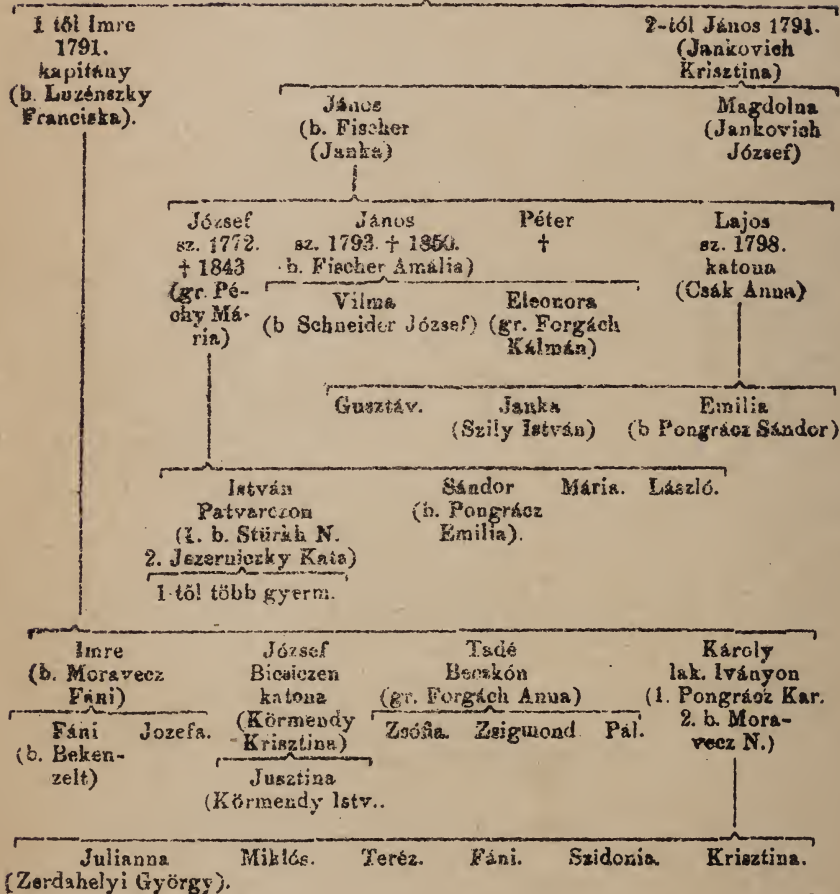 1 től Imre 2-tól János 1791.
1791. (Jankovich
kapitány Krisztina)
(b. Luzénszky
Franciska).
János Magdolna
(b. Fischer (Jankovich
(Janka) József)
József János Péter Lajos
sz. 1772. sz. 1793. † 1850. † sz. 1798.
† 1843 b. Fischer Amália) katona
(gr. Pé- (Csák Anna)
chy Má-
ria)
Vilma Eleonora
(b Schneider József) (gr. Forgách
Kálmán)
Gusztáv. Janka Emilia
(Szily István) (b Pongrácz Sándor)
István Sándor Mária. László.
Patvarczon (b. Pongrácz
(1. b. Stürkh N. Emilia).
2. Jeszerniczky Kata)
1-től több gyerm.
Imre József Tadé Károly
(b. Moravecz Bicsiczen Beczkón lak. Iványon
Fáni) katona (gr. Forgách Anna) (1. Pongrácz Kar.
(Körmendy 2. b. Mora-
Krisztina) vecz N.)
Fáni Jozefa. Zsófia. Zsigmond Pál.
(b. Beken-
zelt)
Jusztina
(Körmendy Istv..
Julianna Miklós. Teréz. Fáni. Szidonia. Krisztina.
(Zerdahelyi György).